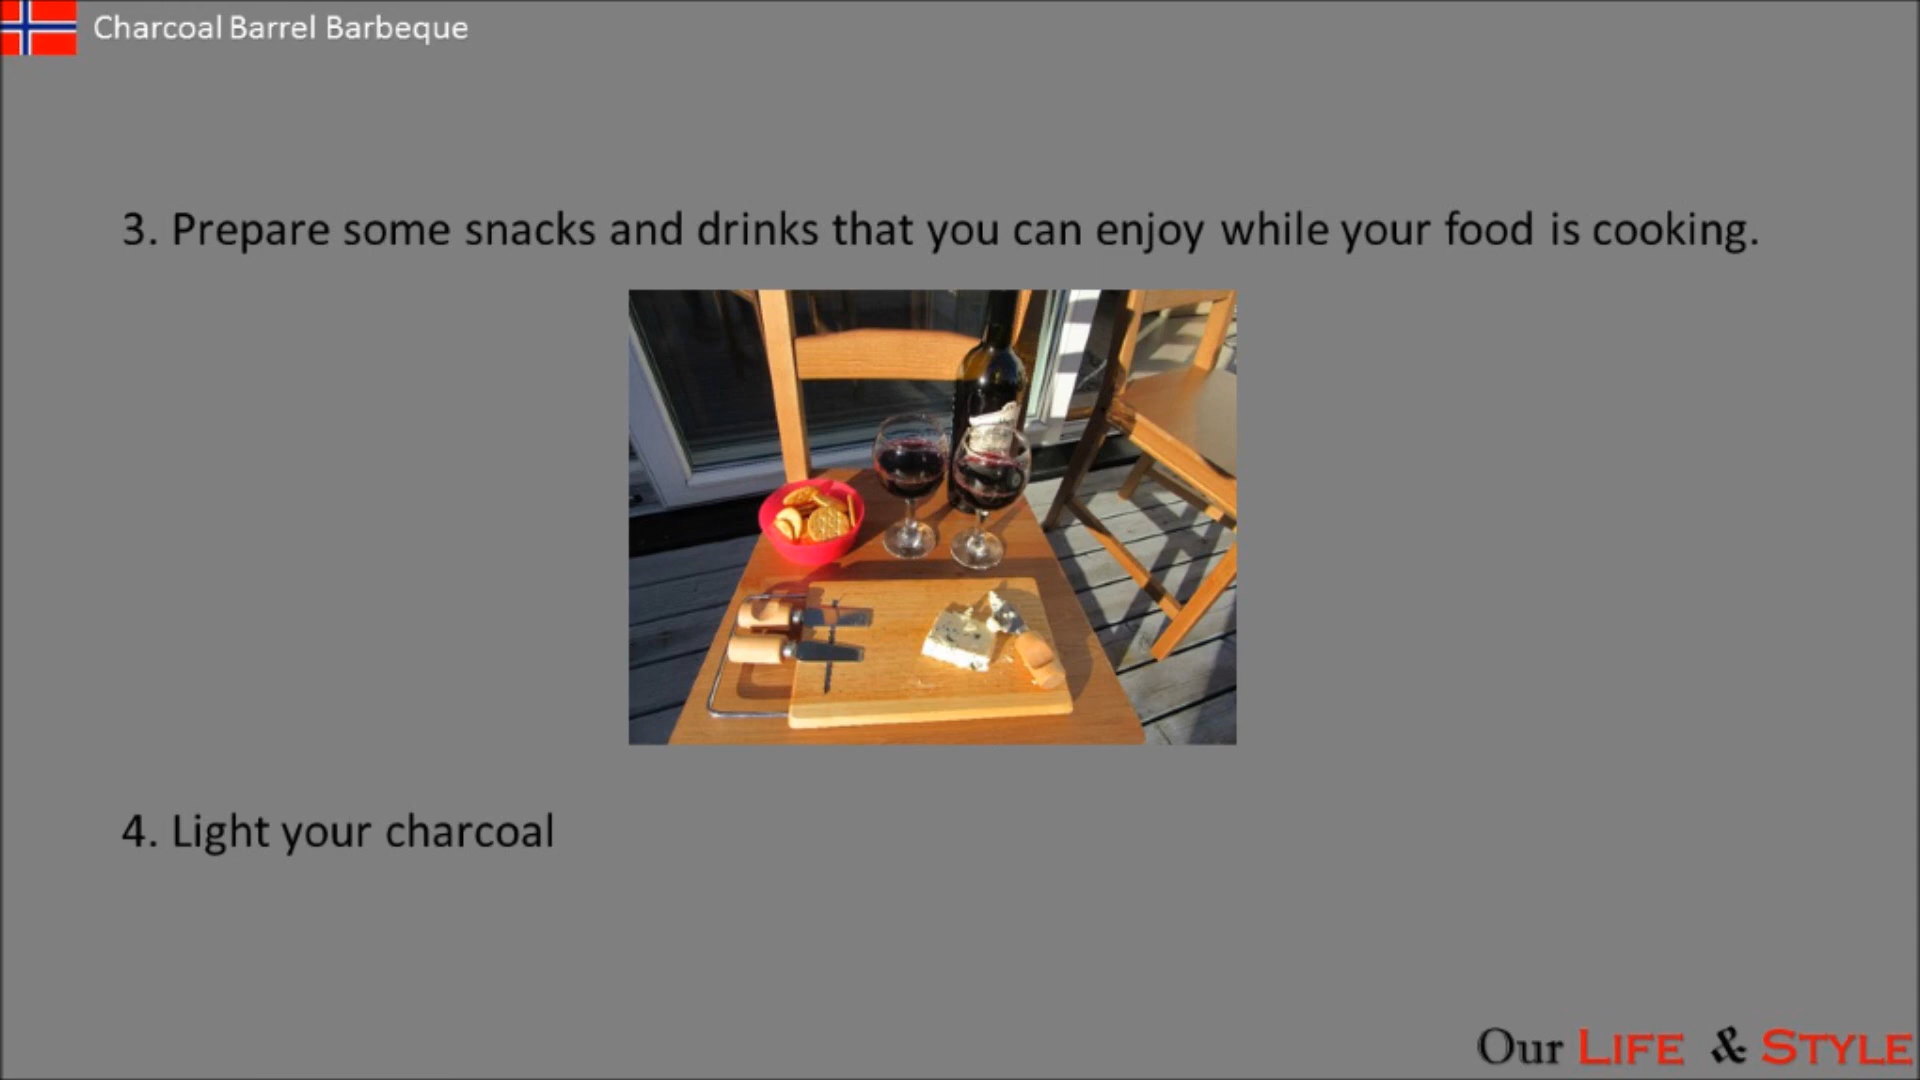 Charcoal Barrel Barbeque
3. Prepare some snacks and drinks that you can enjoy while your food is cooking.
4. Light your charcoal
Our LIFE & STYLE